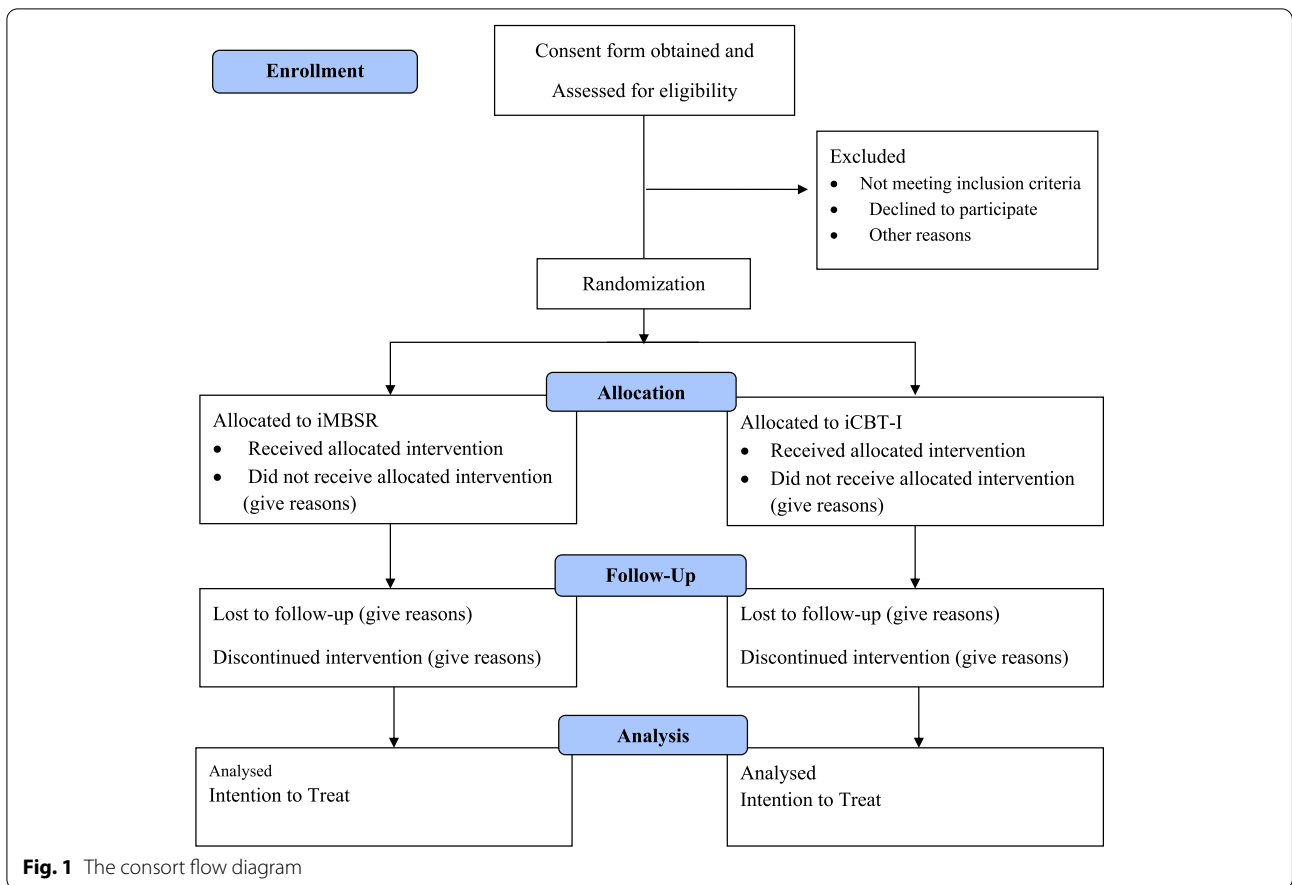 Enrollment
Consent form obtained and
Assessed for eligibility
Excluded
• Not meeting inclusion criteria
• Declined to participate
• Other reasons
Randomization
Allocation
Allocated to iMBSR
• Received allocated intervention
• Did not receive allocated intervention
(give reasons)
Allocated to iCBT-I
• Received allocated intervention
• Did not receive allocated intervention
(give reasons)
Follow-Up
Lost to follow-up (give reasons)
Discontinued intervention (give reasons)
Lost to follow-up (give reasons)
Discontinued intervention (give reasons)
Analysis
Analysed
Intention to Treat
Analysed
Intention to Treat
Fig. 1 The consort flow diagram